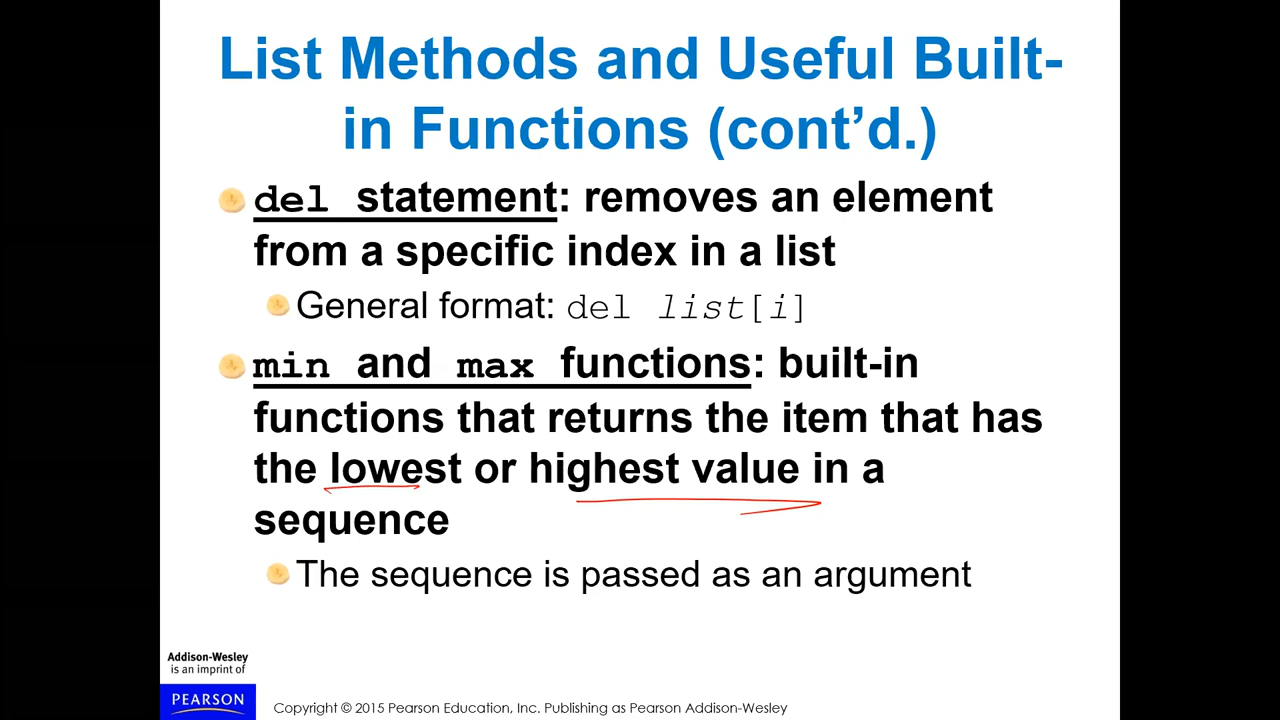 List Methods and Useful Built-
in Functions (cont’d.)
del statement: removes an element
from a specific index in a list
General format: del list[i]
min and max functions: built-in
functions that returns the item that has
the lowest or highest value in a
sequence
The sequence is passed as an argument
Addison-Wesley
is an imprint of
PEARSON
Copyright © 2015 Pearson Education, Inc. Publishing as Pearson Addison-Wesley